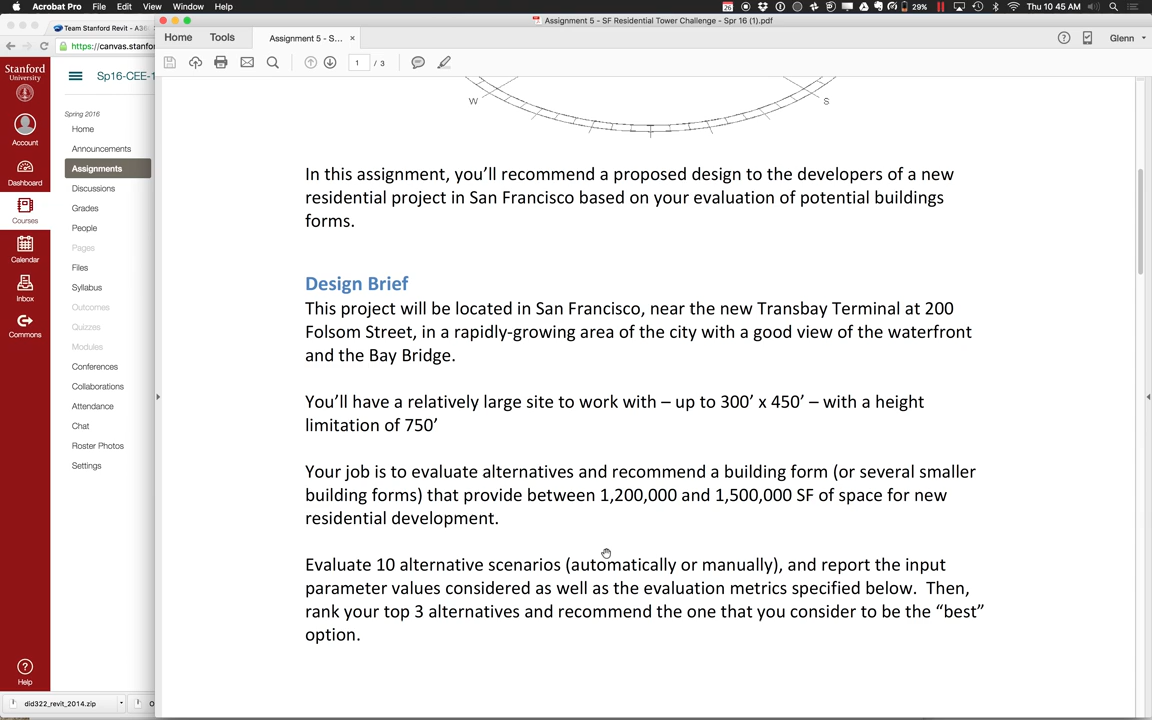 Acrobat Pro File Edit View Window Help
29% Thu 10 45 AM
Team Stanford Revit - A36
https://canvas.stanfo
Assignment 5 - SF Residential Tower Challenge - Spr 16 (1).pdf
Home Tools Assignment 5 - S... ×
Glenn
1 / 3
Stanford
University
Account
Dashboard
Courses
Calendar
Inbox
Commons
Help
Sp16-CEE-1
Spring 2016
Home
Announcements
Assignments
Discussions
Grades
People
Pages
Files
Syllabus
Outcomes
Quizzes
Modules
Conferences
Collaborations
Attendance
Chat
Roster Photos
Settings
W
S
In this assignment, you’ll recommend a proposed design to the developers of a new
residential project in San Francisco based on your evaluation of potential buildings
forms.
Design Brief
This project will be located in San Francisco, near the new Transbay Terminal at 200
Folsom Street, in a rapidly-growing area of the city with a good view of the waterfront
and the Bay Bridge.
You’ll have a relatively large site to work with – up to 300’ x 450’ – with a height
limitation of 750’
Your job is to evaluate alternatives and recommend a building form (or several smaller
building forms) that provide between 1,200,000 and 1,500,000 SF of space for new
residential development.
Evaluate 10 alternative scenarios (automatically or manually), and report the input
parameter values considered as well as the evaluation metrics specified below.  Then,
rank your top 3 alternatives and recommend the one that you consider to be the “best”
option.
did322_revit_2014.zip